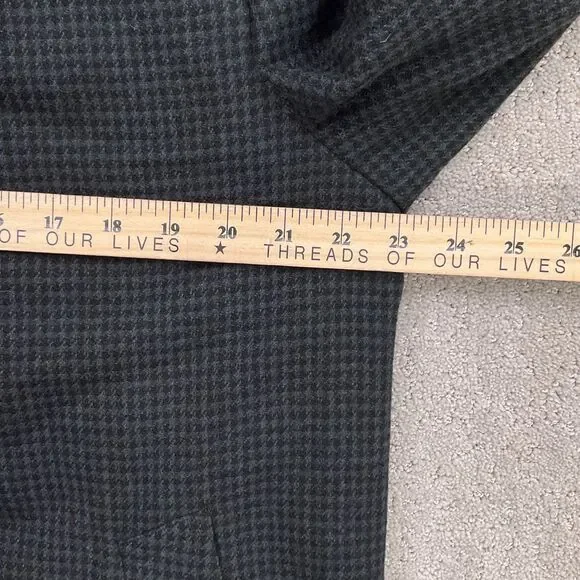 17 18 19 20 21 22 23 24 25 26
OF OUR LIVES ★ THREADS OF OUR LIVES